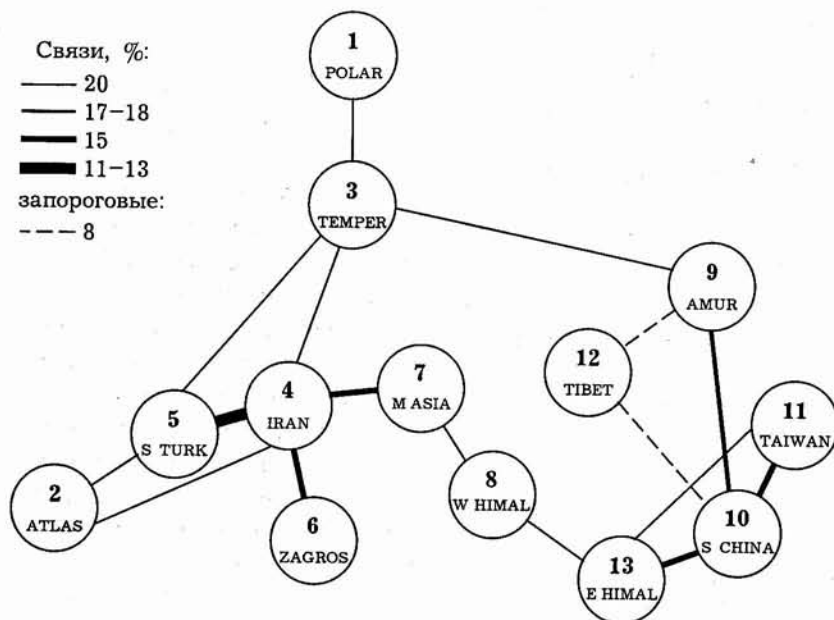 Связи, %:
20
17–18
15
11–13
запороговые:
8
1
POLAR
3
TEMPER
9
AMUR
12
TIBET
7
M ASIA
4
IRAN
5
S TURK
11
TAIWANA
8
W HIMAL
2
ATLAS
6
ZAGROS
10
S CHINA
13
E HIMAL